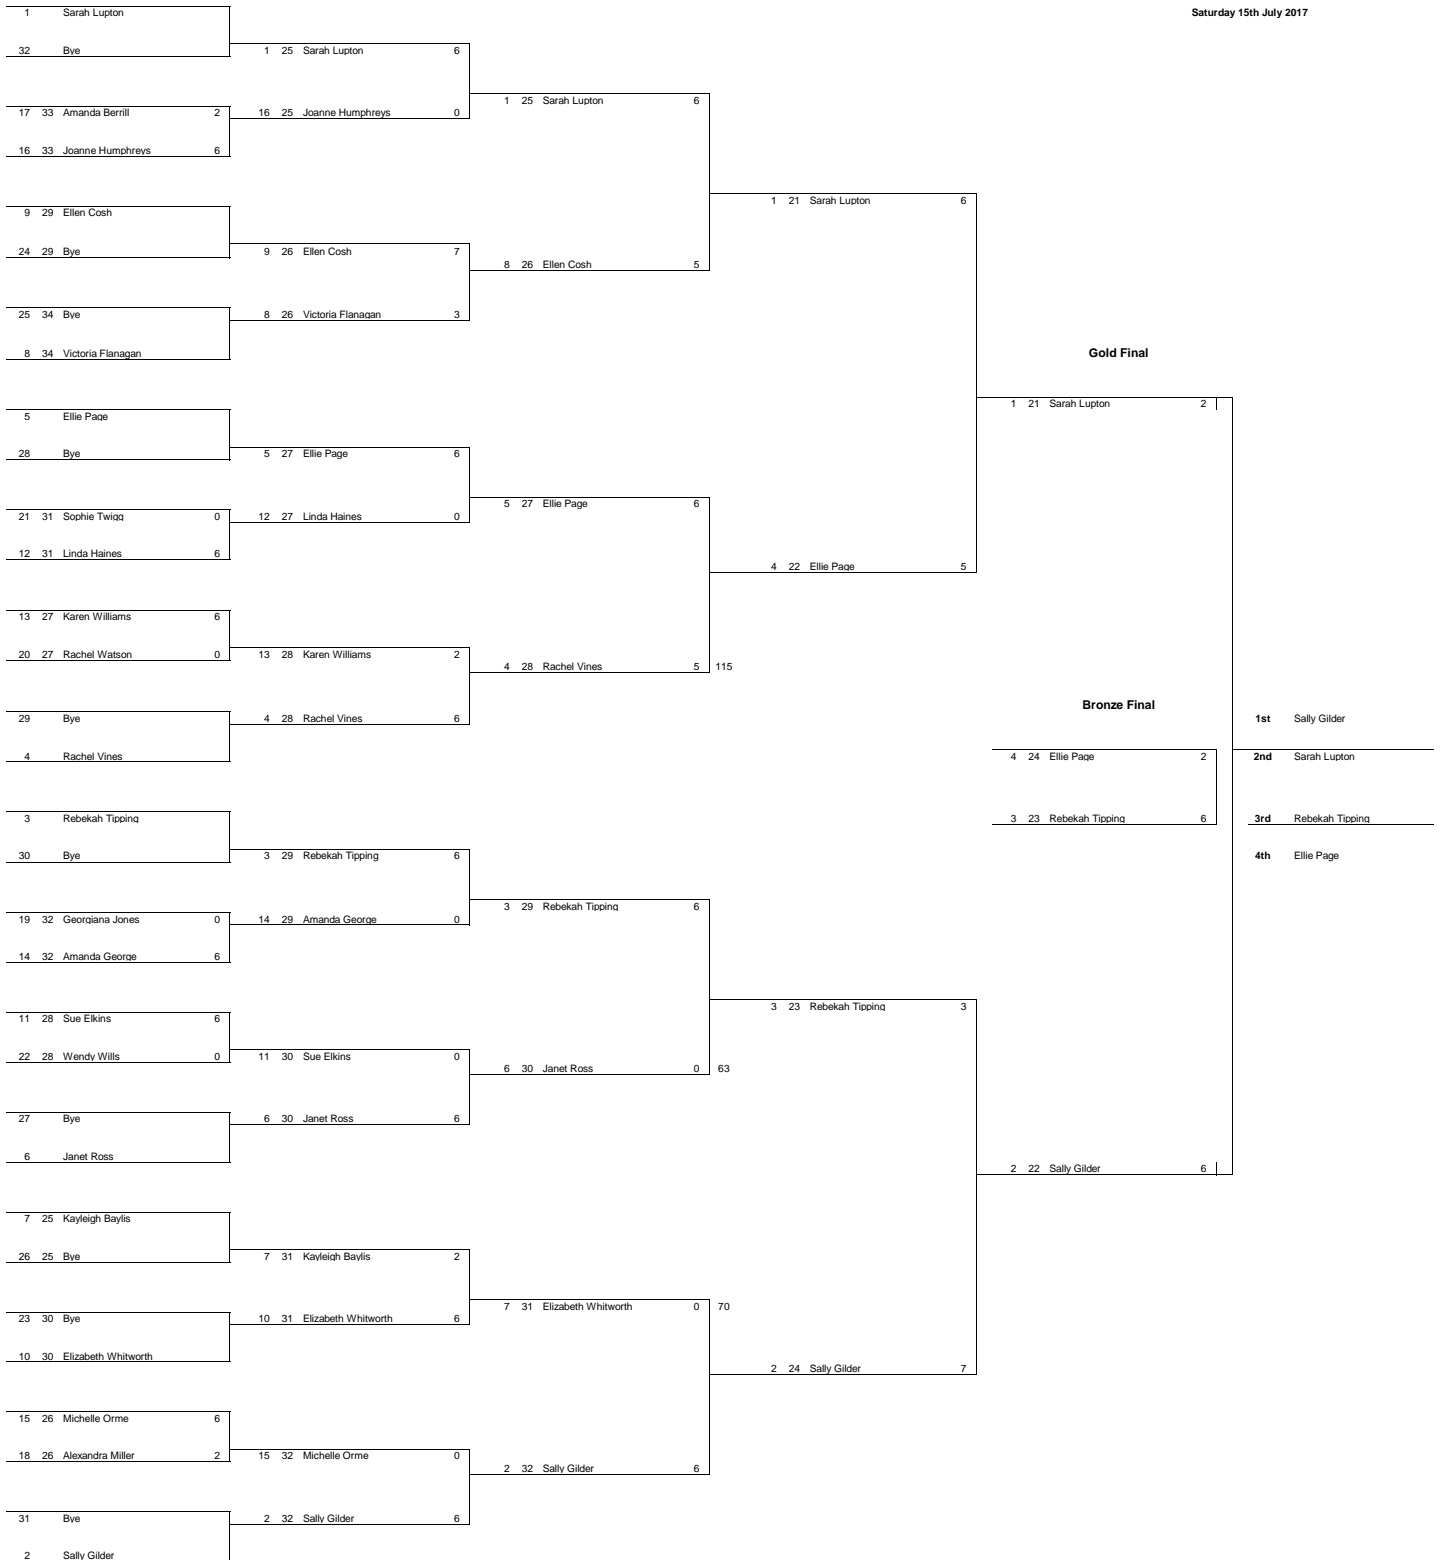 Saturday 15th July 2017
1 Sarah Lupton
32 Bye
1 25 Sarah Lupton 6
17 33 Amanda Berrill 2
16 25 Joanne Humphreys 0
16 33 Joanne Humphreys 6
1 25 Sarah Lupton 6
9 29 Ellen Cosh
24 29 Bye
9 26 Ellen Cosh 7
25 34 Bye
8 26 Victoria Flanagan 3
8 34 Victoria Flanagan
8 26 Ellen Cosh 5
1 21 Sarah Lupton 6
5 Ellie Page
28 Bye
5 27 Ellie Page 6
21 31 Sophie Twigg 0
12 27 Linda Haines 0
12 31 Linda Haines 6
5 27 Ellie Page 6
13 27 Karen Williams 6
20 27 Rachel Watson 0
13 28 Karen Williams 2
29 Bye
4 28 Rachel Vines 6
4 Rachel Vines
4 28 Rachel Vines 5 115
4 22 Ellie Page 5
Gold Final
1 21 Sarah Lupton 2
Bronze Final
4 24 Ellie Page 2
3 23 Rebekah Tipping 6
1st Sally Gilder
2nd Sarah Lupton
3rd Rebekah Tipping
4th Ellie Page
3 Rebekah Tipping
30 Bye
3 29 Rebekah Tipping 6
19 32 Georgiana Jones 0
14 29 Amanda George 0
14 32 Amanda George 6
3 29 Rebekah Tipping 6
11 28 Sue Elkins 6
22 28 Wendy Wills 0
11 30 Sue Elkins 0
27 Bye
6 30 Janet Ross 6
6 Janet Ross
6 30 Janet Ross 0 63
3 23 Rebekah Tipping 3
2 22 Sally Gilder 6
7 25 Kayleigh Baylis
26 25 Bye
7 31 Kayleigh Baylis 2
23 30 Bye
10 31 Elizabeth Whitworth 6
10 30 Elizabeth Whitworth
7 31 Elizabeth Whitworth 0 70
2 24 Sally Gilder 7
15 26 Michelle Orme 6
18 26 Alexandra Miller 2
15 32 Michelle Orme 0
2 32 Sally Gilder 6
31 Bye
2 32 Sally Gilder 6
2 Sally Gilder